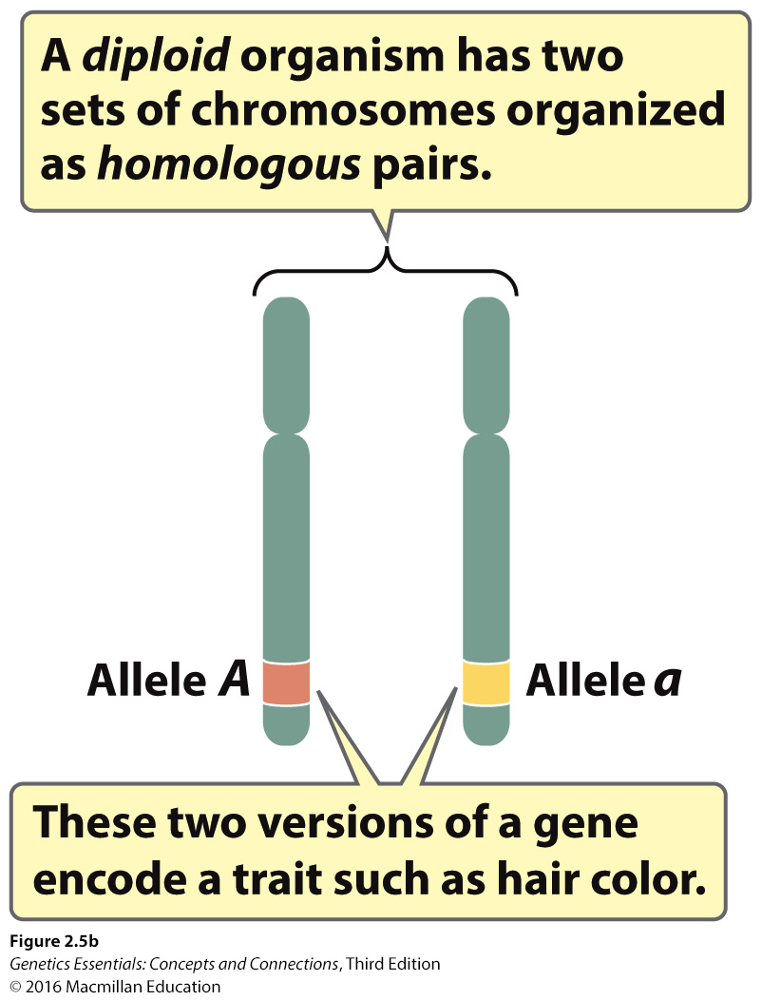 A diploid organism has two
sets of chromosomes organized
as homologous pairs.
Allele A
Allele a
These two versions of a gene
encode a trait such as hair color.
Figure 2.5b
Genetics Essentials: Concepts and Connections, Third Edition
© 2016 Macmillan Education